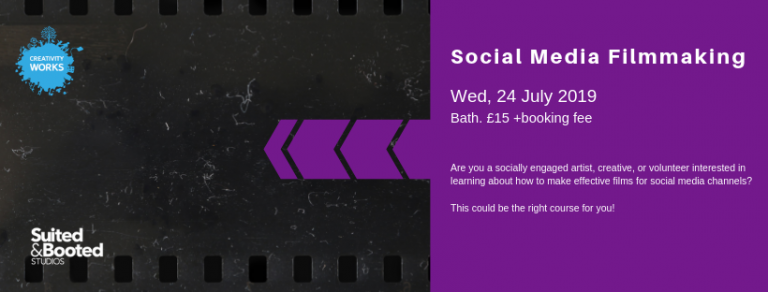 CREATIVITY
WORKS
Suited
&Booted
STUDIOS
Social Media Filmmaking
Wed, 24 July 2019
Bath. £15 +booking fee
Are you a socially engaged artist, creative, or volunteer interested in
learning about how to make effective films for social media channels?
This could be the right course for you!